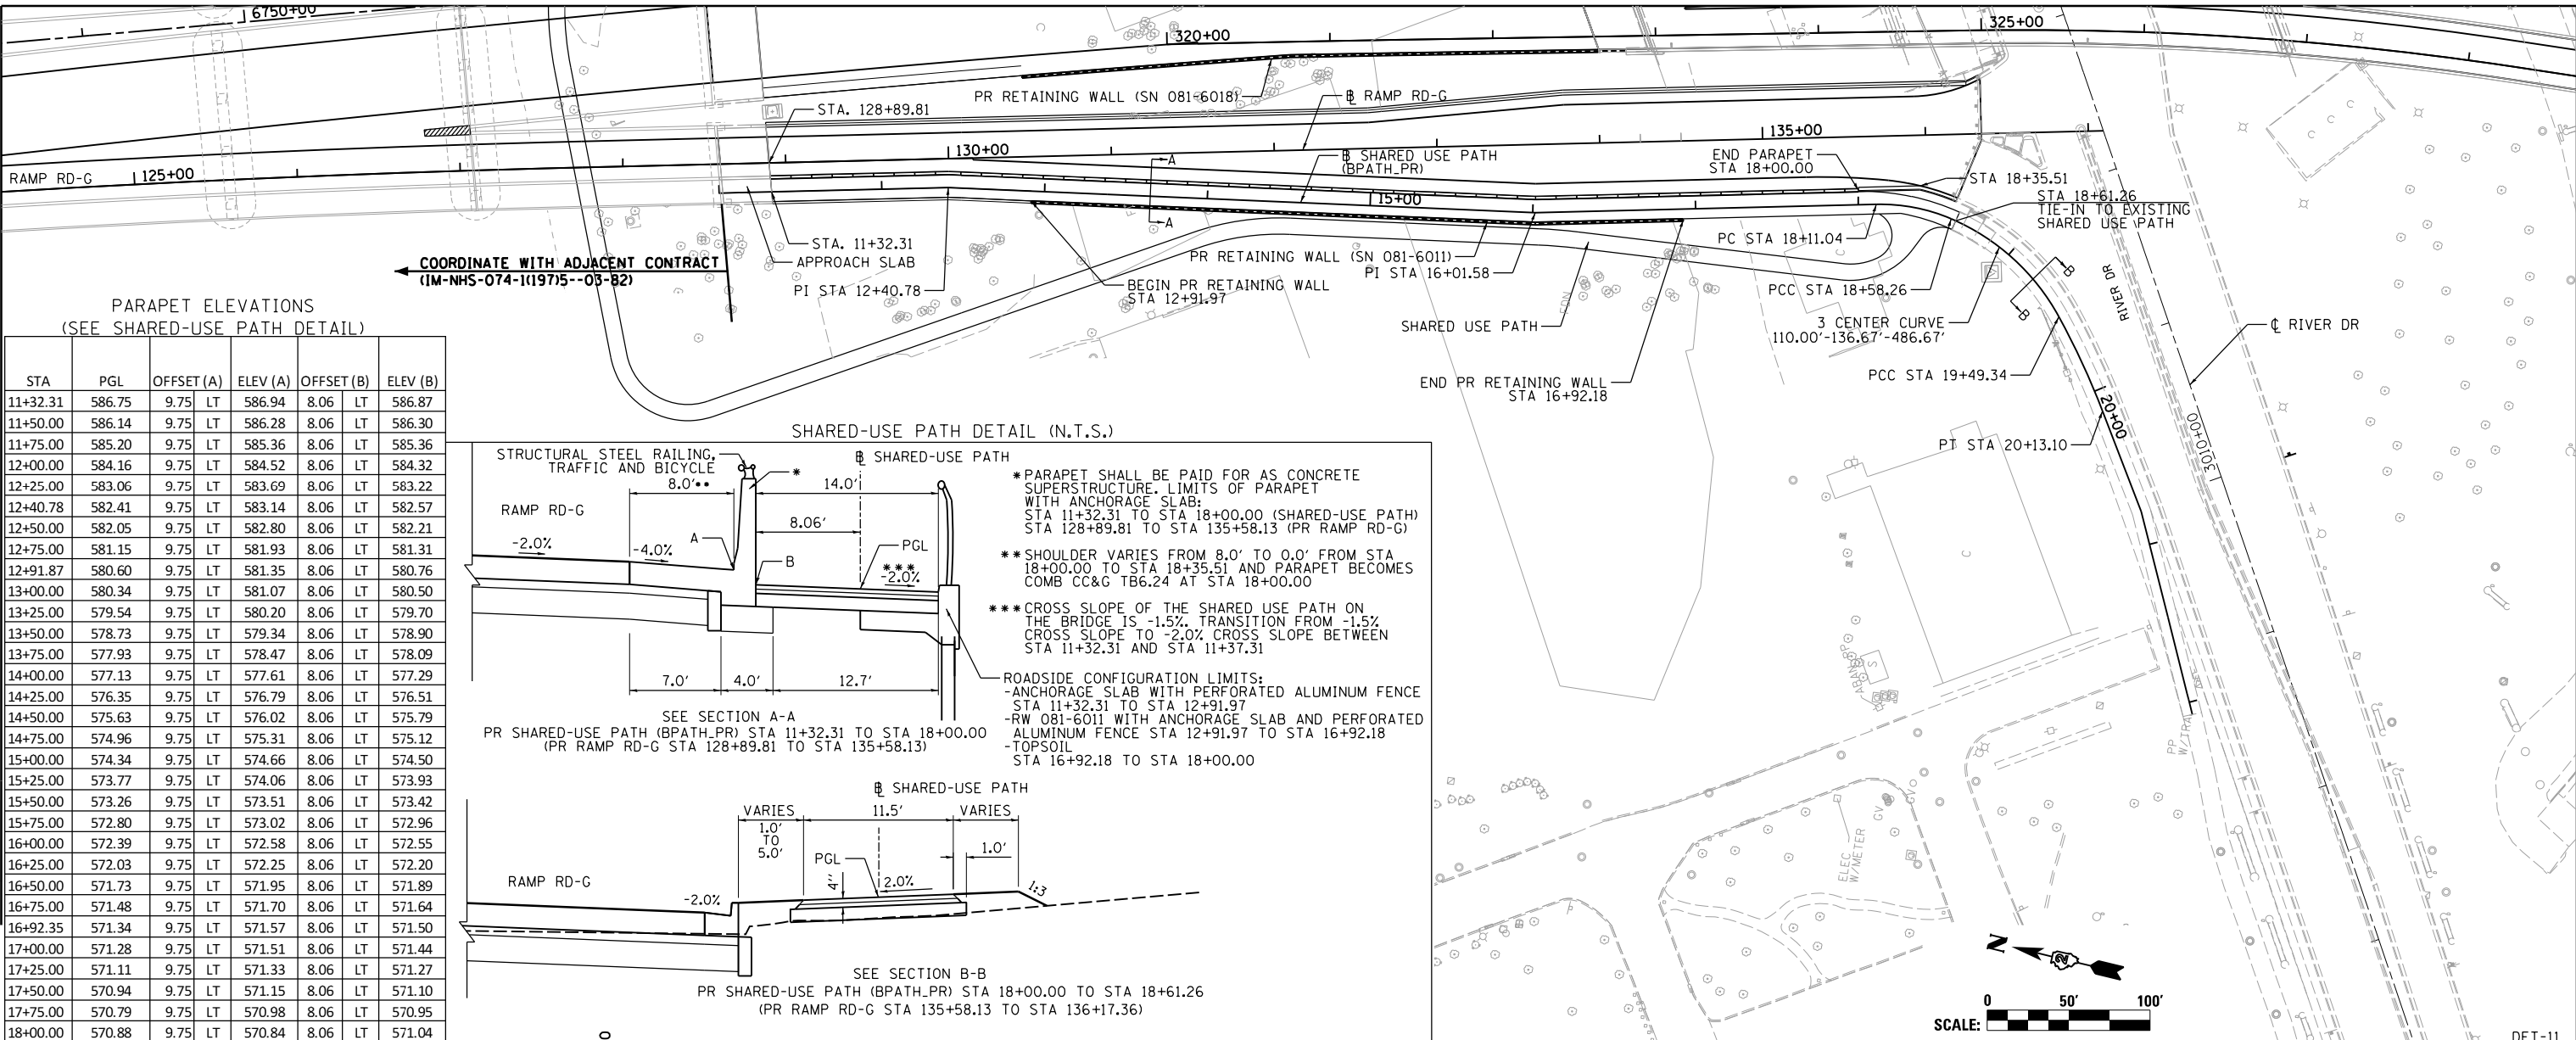 6750+00
320+00
325+00
PR RETAINING WALL (SN 081-6018)
STA. 128+89.81
℄ RAMP RD-G
130+00
135+00
A
A
℄ SHARED USE PATH
(BPATH_PR)
END PARAPET
STA 18+00.00
RAMP RD-G
125+00
STA 18+35.51
STA 18+61.26
TIE-IN TO EXISTING
SHARED USE PATH
15+00
STA. 11+32.31
APPROACH SLAB
PI STA 12+40.78
COORDINATE WITH ADJACENT CONTRACT
(IM-NHS-074-1(197)5--03-82)
BEGIN PR RETAINING WALL
STA 12+91.97
PR RETAINING WALL (SN 081-6011)
PI STA 16+01.58
PC STA 18+11.04
PCC STA 18+58.26
B
B
RIVER DR
FDN
SHARED USE PATH
3 CENTER CURVE
110.00'-136.67'-486.67'
℄ RIVER DR
PCC STA 19+49.34
END PR RETAINING WALL
STA 16+92.18
20+00
3010+00
PT STA 20+13.10
PARAPET ELEVATIONS
(SEE SHARED-USE PATH DETAIL)
STA PGL OFFSET (A) ELEV (A) OFFSET (B) ELEV (B)
11+32.31 586.75 9.75 LT 586.94 8.06 LT 586.87
11+50.00 586.14 9.75 LT 586.28 8.06 LT 586.30
11+75.00 585.20 9.75 LT 585.36 8.06 LT 585.36
12+00.00 584.16 9.75 LT 584.52 8.06 LT 584.32
12+25.00 583.06 9.75 LT 583.69 8.06 LT 583.22
12+40.78 582.41 9.75 LT 583.14 8.06 LT 582.57
12+50.00 582.05 9.75 LT 582.80 8.06 LT 582.21
12+75.00 581.15 9.75 LT 581.93 8.06 LT 581.31
12+91.87 580.60 9.75 LT 581.35 8.06 LT 580.76
13+00.00 580.34 9.75 LT 581.07 8.06 LT 580.50
13+25.00 579.54 9.75 LT 580.20 8.06 LT 579.70
13+50.00 578.73 9.75 LT 579.34 8.06 LT 578.90
13+75.00 577.93 9.75 LT 578.47 8.06 LT 578.09
14+00.00 577.13 9.75 LT 577.61 8.06 LT 577.29
14+25.00 576.35 9.75 LT 576.79 8.06 LT 576.51
14+50.00 575.63 9.75 LT 576.02 8.06 LT 575.79
14+75.00 574.96 9.75 LT 575.31 8.06 LT 575.12
15+00.00 574.34 9.75 LT 574.66 8.06 LT 574.50
15+25.00 573.77 9.75 LT 574.06 8.06 LT 573.93
15+50.00 573.26 9.75 LT 573.51 8.06 LT 573.42
15+75.00 572.80 9.75 LT 573.02 8.06 LT 572.96
16+00.00 572.39 9.75 LT 572.58 8.06 LT 572.55
16+25.00 572.03 9.75 LT 572.25 8.06 LT 572.20
16+50.00 571.73 9.75 LT 571.95 8.06 LT 571.89
16+75.00 571.48 9.75 LT 571.70 8.06 LT 571.64
16+92.35 571.34 9.75 LT 571.57 8.06 LT 571.50
17+00.00 571.28 9.75 LT 571.51 8.06 LT 571.44
17+25.00 571.11 9.75 LT 571.33 8.06 LT 571.27
17+50.00 570.94 9.75 LT 571.15 8.06 LT 571.10
17+75.00 570.79 9.75 LT 570.98 8.06 LT 570.95
18+00.00 570.88 9.75 LT 570.84 8.06 LT 571.04
SHARED-USE PATH DETAIL (N.T.S.)
STRUCTURAL STEEL RAILING,
TRAFFIC AND BICYCLE
℄ SHARED-USE PATH
8.0'**
*
14.0'
RAMP RD-G
8.06'
-2.0%
-4.0%
A
B
PGL
***
-2.0%
7.0'
4.0'
12.7'
SEE SECTION A-A
PR SHARED-USE PATH (BPATH_PR) STA 11+32.31 TO STA 18+00.00
(PR RAMP RD-G STA 128+89.81 TO STA 135+58.13)
* PARAPET SHALL BE PAID FOR AS CONCRETE
SUPERSTRUCTURE. LIMITS OF PARAPET
WITH ANCHORAGE SLAB:
STA 11+32.31 TO STA 18+00.00 (SHARED-USE PATH)
STA 128+89.81 TO STA 135+58.13 (PR RAMP RD-G)
** SHOULDER VARIES FROM 8.0' TO 0.0' FROM STA
18+00.00 TO STA 18+35.51 AND PARAPET BECOMES
COMB CC&G TB6.24 AT STA 18+00.00
*** CROSS SLOPE OF THE SHARED USE PATH ON
THE BRIDGE IS -1.5%. TRANSITION FROM -1.5%
CROSS SLOPE TO -2.0% CROSS SLOPE BETWEEN
STA 11+32.31 AND STA 11+37.31
ROADSIDE CONFIGURATION LIMITS:
-ANCHORAGE SLAB WITH PERFORATED ALUMINUM FENCE
STA 11+32.31 TO STA 12+91.97
-RW 081-6011 WITH ANCHORAGE SLAB AND PERFORATED
ALUMINUM FENCE STA 12+91.97 TO STA 16+92.18
-TOPSOIL
STA 16+92.18 TO STA 18+00.00
℄ SHARED-USE PATH
VARIES
11.5'
VARIES
1.0'
TO
5.0'
PGL
4"
2.0%
1.0'
1:3
RAMP RD-G
-2.0%
SEE SECTION B-B
PR SHARED-USE PATH (BPATH_PR) STA 18+00.00 TO STA 18+61.26
(PR RAMP RD-G STA 135+58.13 TO STA 136+17.36)
C
S
PP
W/TRA
ELEC
W/METER
GV
GV
N
0 50' 100'
SCALE:
DET-11